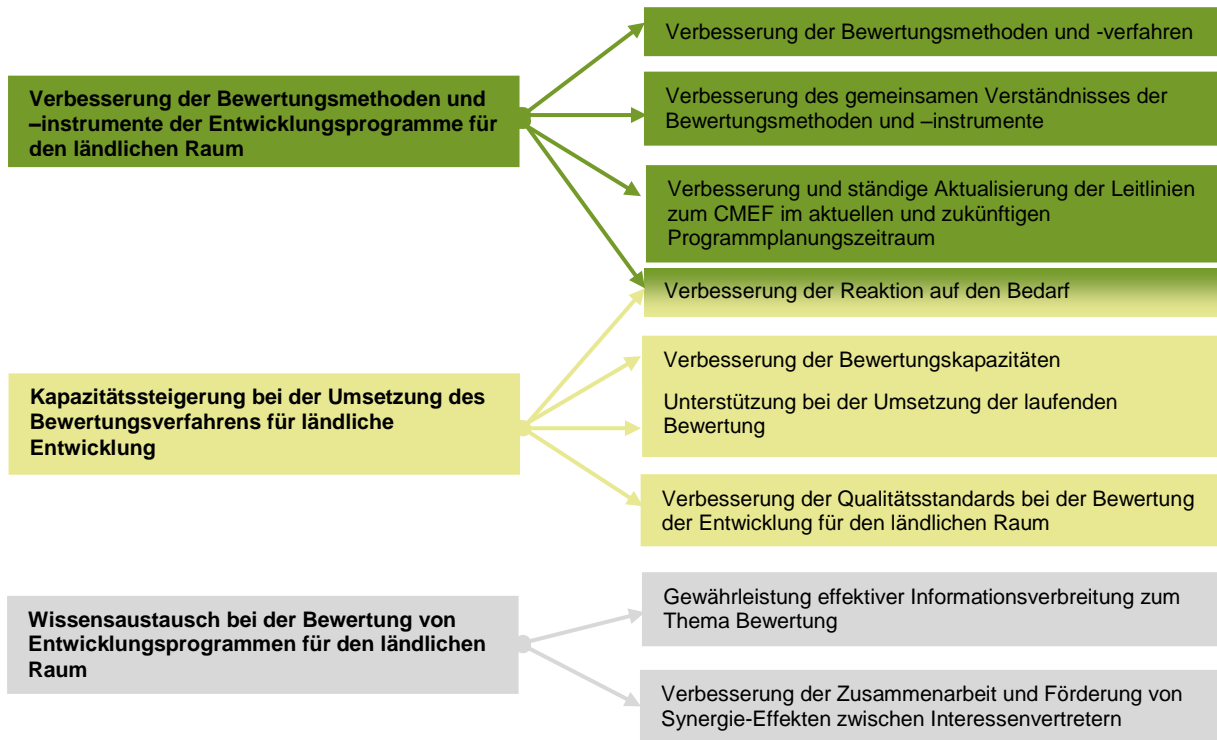 Verbesserung der Bewertungsmethoden und
–instrumente der Entwicklungsprogramme für
den ländlichen Raum
Verbesserung der Bewertungsmethoden und -verfahren
Verbesserung des gemeinsamen Verständnisses der
Bewertungsmethoden und –instrumente
Verbesserung und ständige Aktualisierung der Leitlinien
zum CMEF im aktuellen und zukünftigen
Programmplanungszeitraum
Verbesserung der Reaktion auf den Bedarf
Kapazitätssteigerung bei der Umsetzung des
Bewertungsverfahrens für ländliche
Entwicklung
Verbesserung der Bewertungskapazitäten
Unterstützung bei der Umsetzung der laufenden
Bewertung
Verbesserung der Qualitätsstandards bei der Bewertung
der Entwicklung für den ländlichen Raum
Wissensaustausch bei der Bewertung von
Entwicklungsprogrammen für den ländlichen
Raum
Gewährleistung effektiver Informationsverbreitung zum
Thema Bewertung
Verbesserung der Zusammenarbeit und Förderung von
Synergie-Effekten zwischen Interessenvertretern